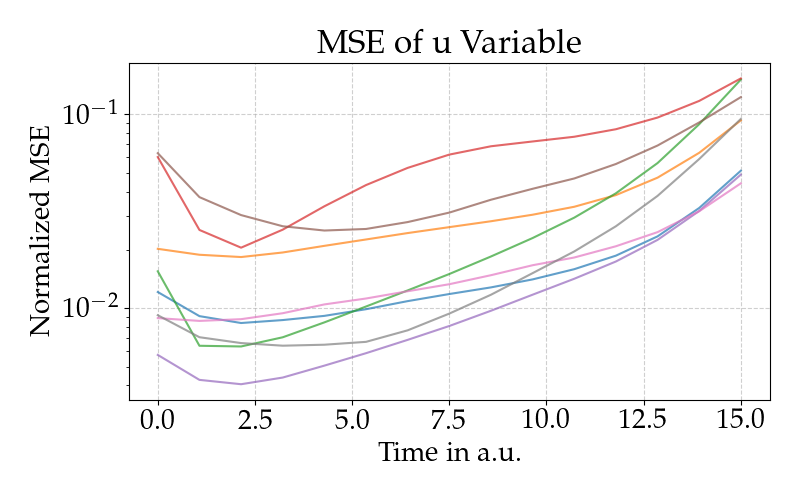 MSE of u Variable
Normalized MSE
10⁻¹
10⁻²
0.0 2.5 5.0 7.5 10.0 12.5 15.0
Time in a.u.